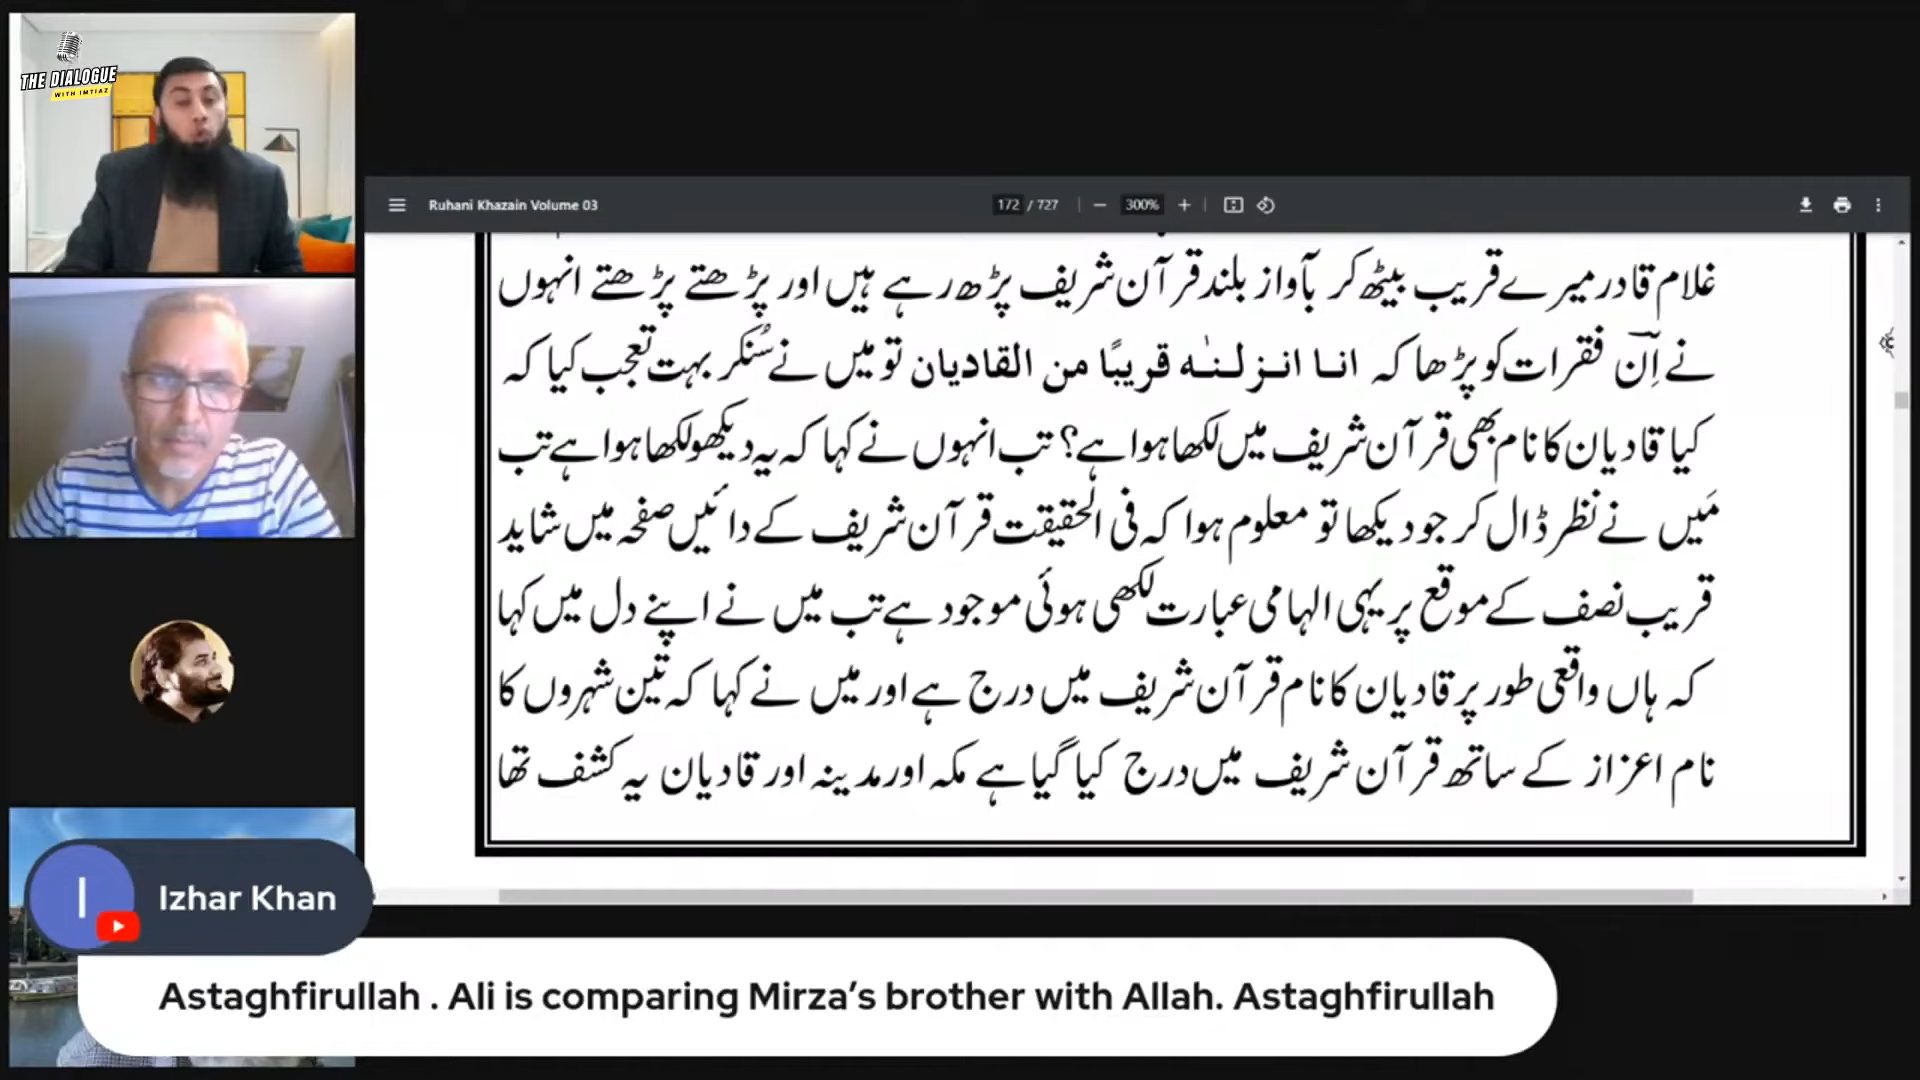 THE DIALOGUE
WITH IMTIAZ
Ruhani Khazain Volume 03
172 / 727
300%
غلام قادر میرے قریب بیٹھ کر بآواز بلند قرآن شریف پڑھ رہے ہیں اور پڑھتے پڑھتے انہوں
نے اِن فقرات کو پڑھا کہ انا انزلنٰہ قریبًا من القادیان تو میں نے سُنکر بہت تعجب کیا کہ
کیا قادیان کا نام بھی قرآن شریف میں لکھا ہوا ہے؟ تب انہوں نے کہا کہ یہ دیکھو لکھا ہوا ہے تب
مَیں نے نظر ڈال کر جو دیکھا تو معلوم ہوا کہ فی الحقیقت قرآن شریف کے دائیں صفحہ میں شاید
قریب نصف کے موقع پر یہی الہامی عبارت لکھی ہوئی موجود ہے تب میں نے اپنے دل میں کہا
کہ ہاں واقعی طور پر قادیان کا نام قرآن شریف میں درج ہے اور میں نے کہا کہ تین شہروں کا
نام اعزاز کے ساتھ قرآن شریف میں درج کیا گیا ہے مکہ اور مدینہ اور قادیان یہ کشف تھا
I
Izhar Khan
Astaghfirullah . Ali is comparing Mirza’s brother with Allah. Astaghfirullah